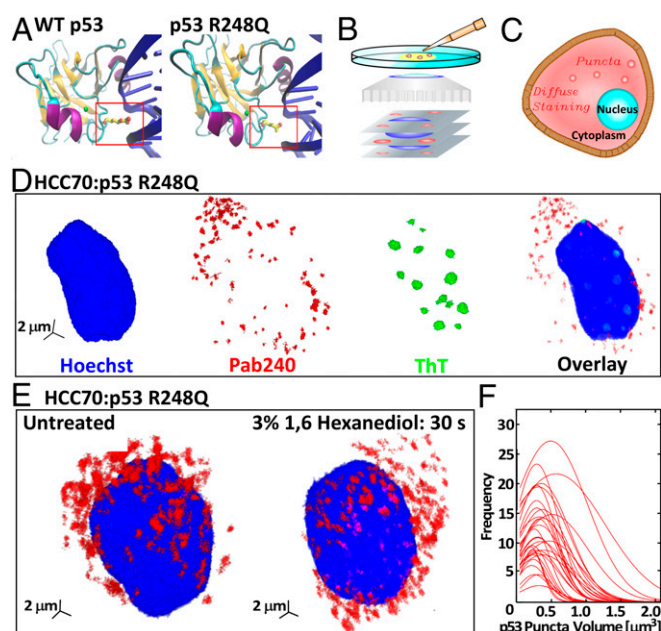 A WT p53 p53 R248Q
B
C
Puncta
Diffuse
Staining
Nucleus
Cytoplasm
D HCC70:p53 R248Q
2 μm
Hoechst
Pab240
ThT
Overlay
E HCC70:p53 R248Q
Untreated
3% 1,6 Hexanediol: 30 s
2 μm
2 μm
F
30
25
20
15
10
5
0 0.5 1.0 1.5 2.0
Frequency
p53 Puncta Volume [μm³]